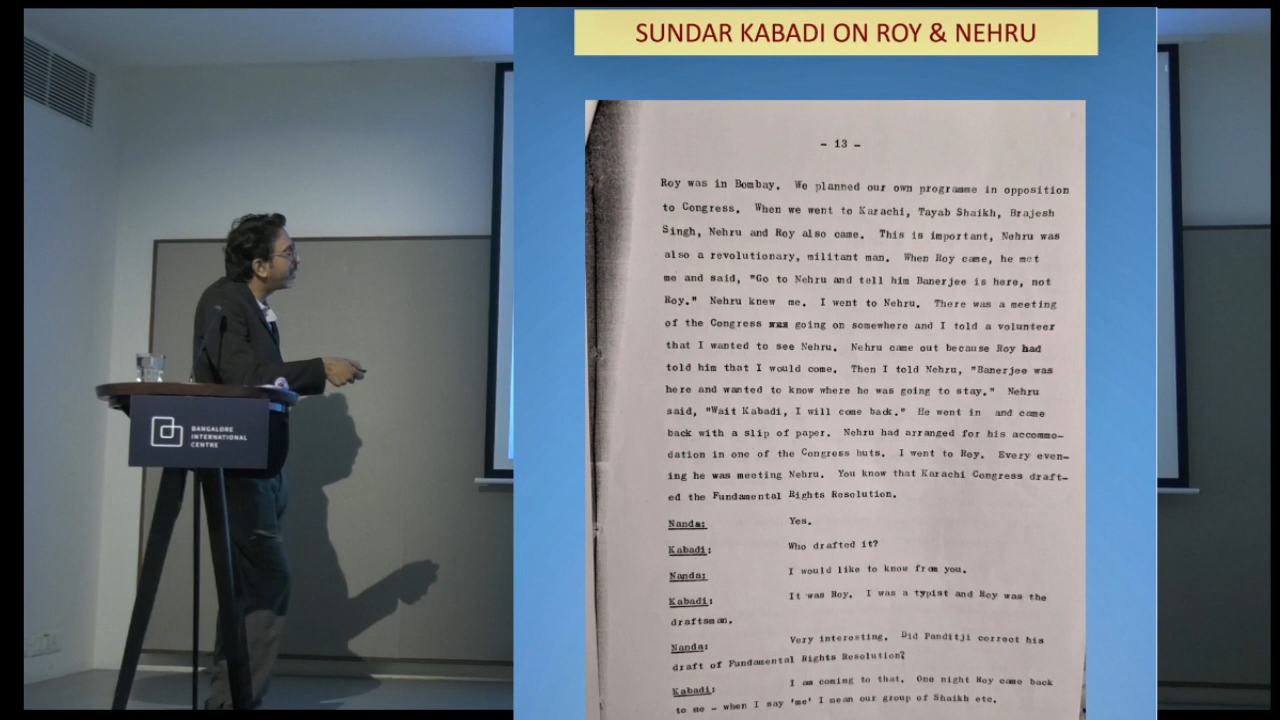 SUNDAR KABADI ON ROY & NEHRU
- 13 -
Roy was in Bombay. We planned our own programme in opposition
to Congress. When we went to Karachi, Tayab Shaikh, Brajesh
Singh, Nehru and Roy also came. This is important, Nehru was
also a revolutionary, militant man. When Roy came, he met
me and said, "Go to Nehru and tell him Banerjee is here, not
Roy." Nehru knew me. I went to Nehru. There was a meeting
of the Congress was going on somewhere and I told a volunteer
that I wanted to see Nehru. Nehru came out because Roy had
told him that I would come. Then I told Nehru, "Banerjee was
here and wanted to know where he was going to stay." Nehru
said, "Wait Kabadi, I will come back." He went in and came
back with a slip of paper. Nehru had arranged for his accommo-
dation in one of the Congress huts. I went to Roy. Every even-
ing he was meeting Nehru. You know that Karachi Congress draft-
ed the Fundamental Rights Resolution.
Nanda: Yes.
Kabadi: Who drafted it?
Nanda: I would like to know from you.
Kabadi: It was Roy. I was a typist and Roy was the
draftsman.
Nanda: Very interesting. Did Panditji correct his
draft of Fundamental Rights Resolution?
Kabadi: I am coming to that. One night Roy came back
to me - when I say 'me' I mean our group of Shaikh etc.
BANGALORE
INTERNATIONAL
CENTRE